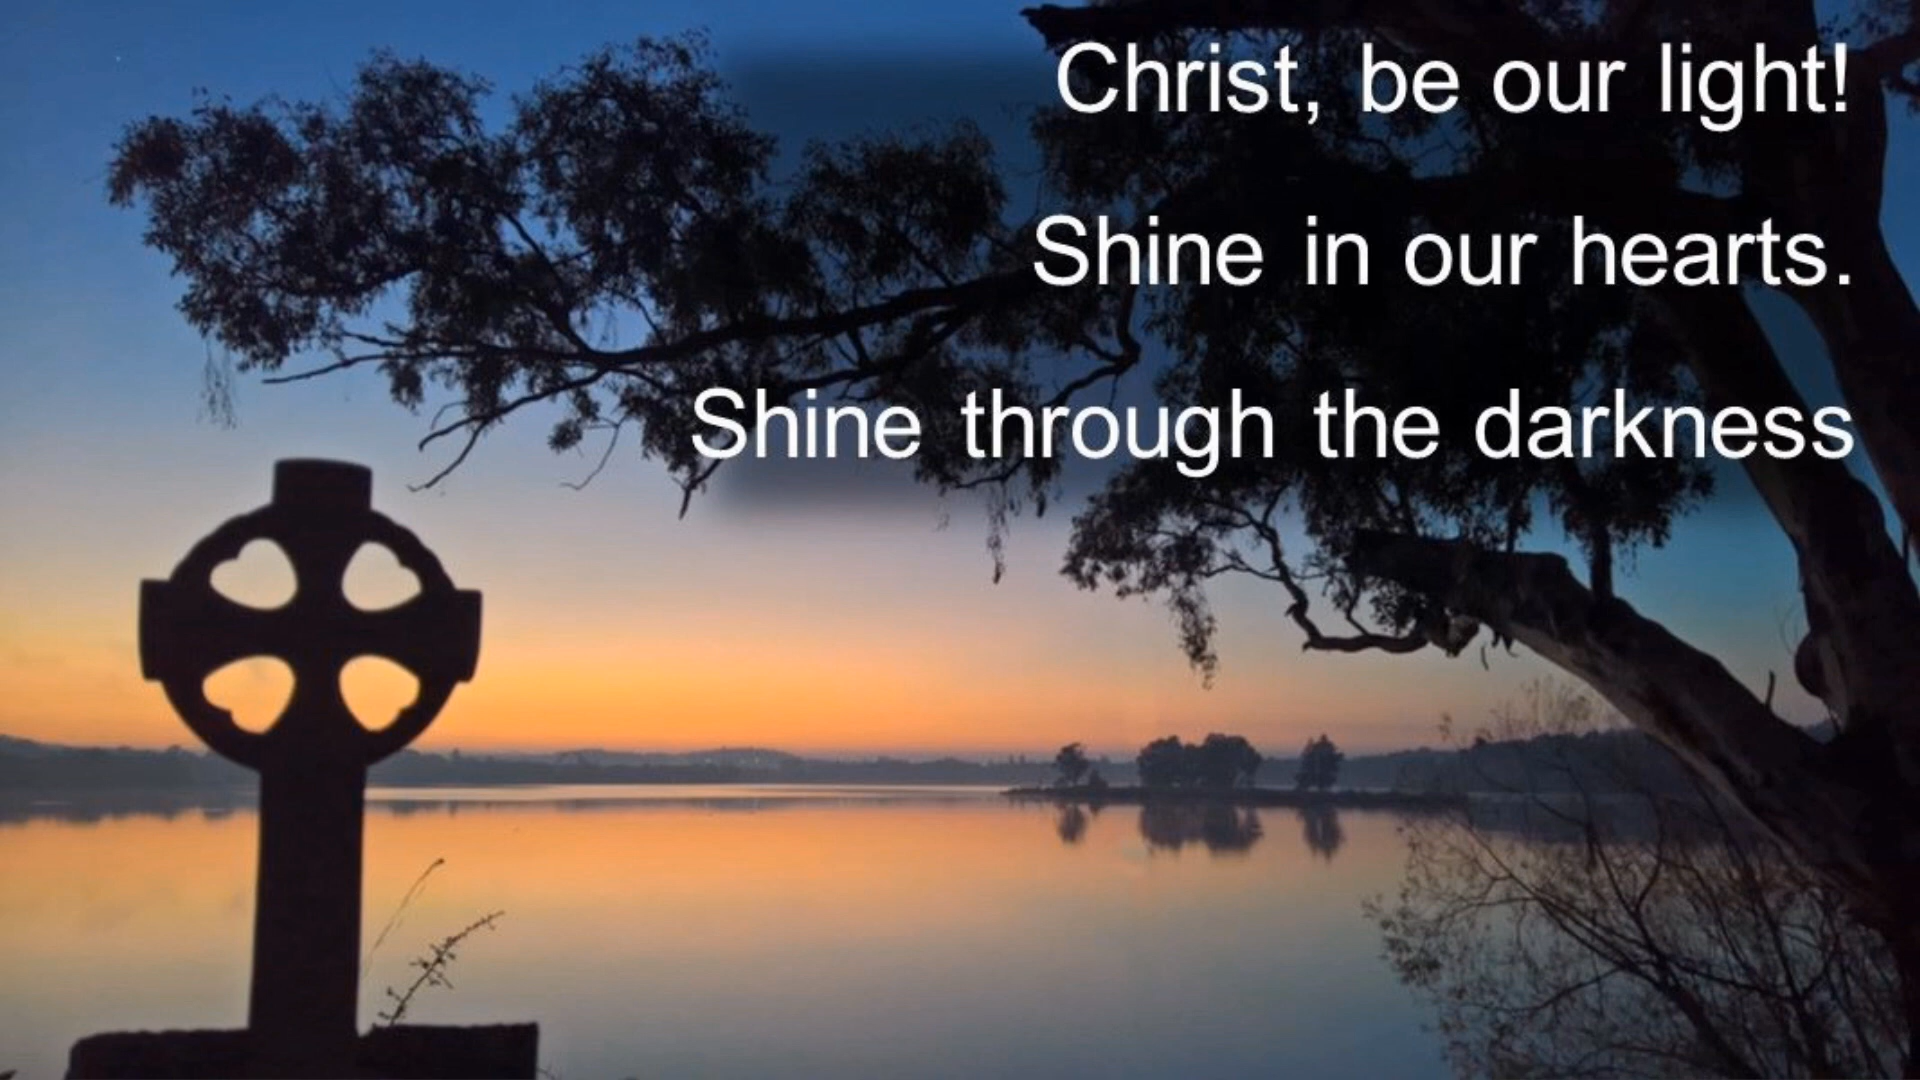 Christ, be our light!
Shine in our hearts.
Shine through the darkness